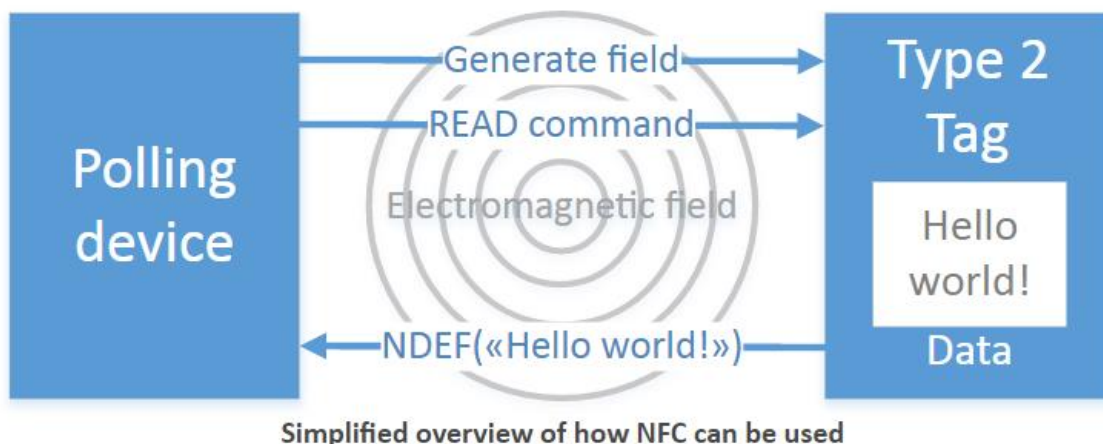 Polling
device
Generate field
READ command
Electromagnetic field
NDEF(«Hello world!»)
Type 2
Tag
Hello
world!
Data
Simplified overview of how NFC can be used